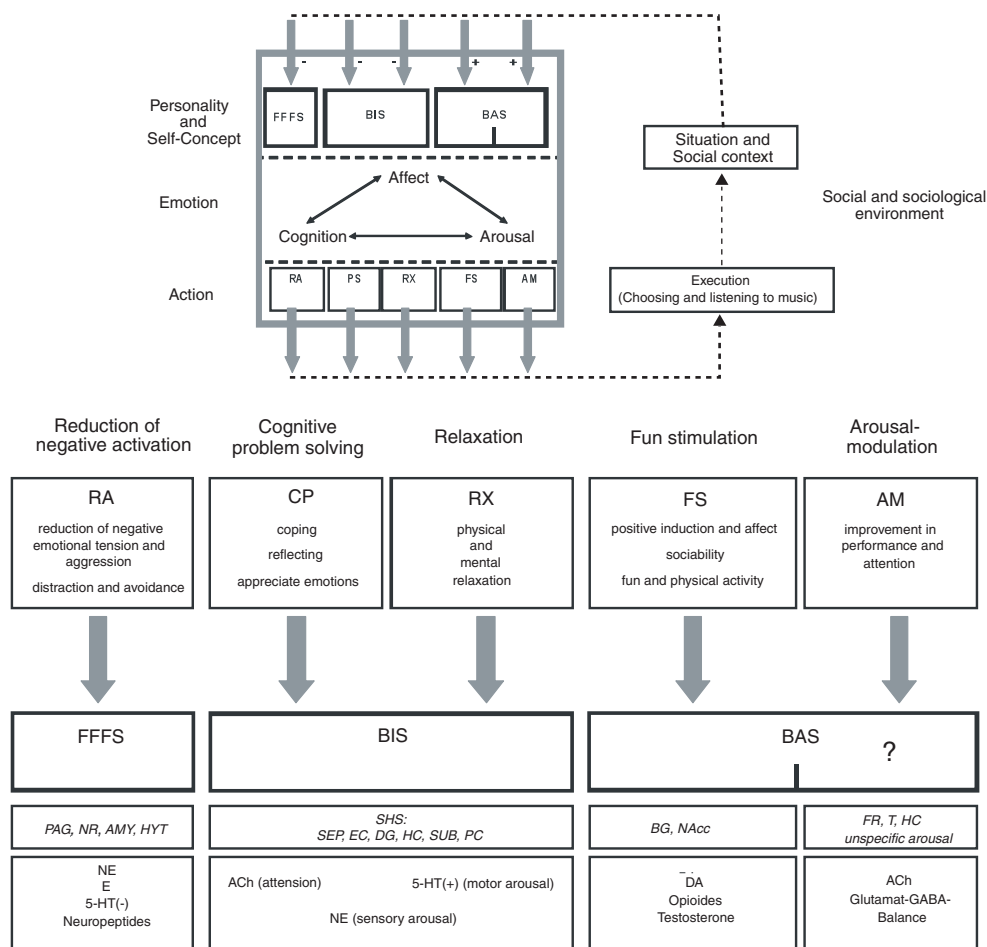 - - - + +
Personality
and
Self-Concept
FFFS BIS BAS
Affect
Emotion
Cognition Arousal
Action
RA PS RX FS AM
Situation and
Social context
Social and sociological
environment
Execution
(Choosing and listening to music)
Reduction of
negative activation
Cognitive
problem solving
Relaxation
Fun stimulation
Arousal-
modulation
RA
reduction of negative
emotional tension and
aggression
distraction and avoidance
CP
coping
reflecting
appreciate emotions
RX
physical
and
mental
relaxation
FS
positive induction and affect
sociability
fun and physical activity
AM
improvement in
performance and
attention
FFFS
BIS
BAS ?
PAG, NR, AMY, HYT
SHS:
SEP, EC, DG, HC, SUB, PC
BG, NAcc
FR, T, HC
unspecific arousal
NE
E
5-HT(-)
Neuropeptides
ACh (attension) 5-HT(+) (motor arousal)
NE (sensory arousal)
DA
Opioides
Testosterone
ACh
Glutamat-GABA-
Balance